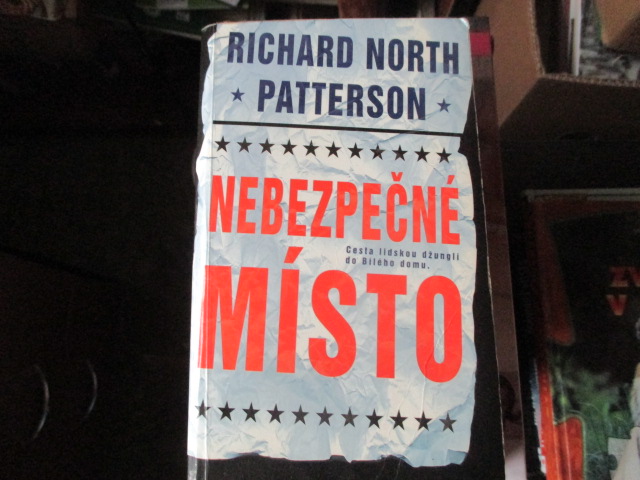 RICHARD NORTH
PATTERSON
NEBEZPEČNÉ
Cesta lidskou džunglí
do Bílého domu.
MÍSTO